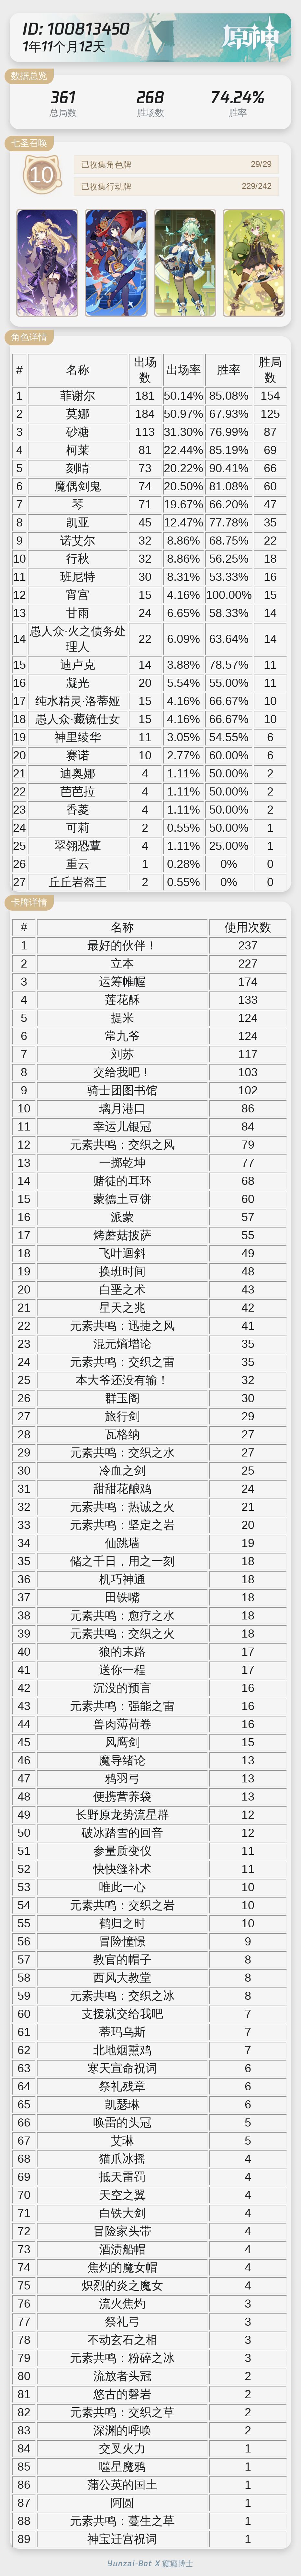 ID: 100813450
1年11个月12天
原神
数据总览
361 268 74.24%
总局数 胜场数 胜率
七圣召唤
10
已收集角色牌 29/29
已收集行动牌 229/242
角色详情
# 名称 出场数 出场率 胜率 胜局数
1 菲谢尔 181 50.14% 85.08% 154
2 莫娜 184 50.97% 67.93% 125
3 砂糖 113 31.30% 76.99% 87
4 柯莱 81 22.44% 85.19% 69
5 刻晴 73 20.22% 90.41% 66
6 魔偶剑鬼 74 20.50% 81.08% 60
7 琴 71 19.67% 66.20% 47
8 凯亚 45 12.47% 77.78% 35
9 诺艾尔 32 8.86% 68.75% 22
10 行秋 32 8.86% 56.25% 18
11 班尼特 30 8.31% 53.33% 16
12 宵宫 15 4.16% 100.00% 15
13 甘雨 24 6.65% 58.33% 14
14 愚人众·火之债务处理人 22 6.09% 63.64% 14
15 迪卢克 14 3.88% 78.57% 11
16 凝光 20 5.54% 55.00% 11
17 纯水精灵·洛蒂娅 15 4.16% 66.67% 10
18 愚人众·藏镜仕女 15 4.16% 66.67% 10
19 神里绫华 11 3.05% 54.55% 6
20 赛诺 10 2.77% 60.00% 6
21 迪奥娜 4 1.11% 50.00% 2
22 芭芭拉 4 1.11% 50.00% 2
23 香菱 4 1.11% 50.00% 2
24 可莉 2 0.55% 50.00% 1
25 翠翎恐蕈 4 1.11% 25.00% 1
26 重云 1 0.28% 0% 0
27 丘丘岩盔王 2 0.55% 0% 0
卡牌详情
# 名称 使用次数
1 最好的伙伴！ 237
2 立本 227
3 运筹帷幄 174
4 莲花酥 133
5 提米 124
6 常九爷 124
7 刘苏 117
8 交给我吧！ 103
9 骑士团图书馆 102
10 璃月港口 86
11 幸运儿银冠 84
12 元素共鸣：交织之风 79
13 一掷乾坤 77
14 赌徒的耳环 68
15 蒙德土豆饼 60
16 派蒙 57
17 烤蘑菇披萨 55
18 飞叶迴斜 49
19 换班时间 48
20 白垩之术 43
21 星天之兆 42
22 元素共鸣：迅捷之风 41
23 混元熵增论 35
24 元素共鸣：交织之雷 35
25 本大爷还没有输！ 32
26 群玉阁 30
27 旅行剑 29
28 瓦格纳 27
29 元素共鸣：交织之水 27
30 冷血之剑 25
31 甜甜花酿鸡 24
32 元素共鸣：热诚之火 21
33 元素共鸣：坚定之岩 20
34 仙跳墙 19
35 储之千日，用之一刻 18
36 机巧神通 18
37 田铁嘴 18
38 元素共鸣：愈疗之水 18
39 元素共鸣：交织之火 18
40 狼的末路 17
41 送你一程 17
42 沉没的预言 16
43 元素共鸣：强能之雷 16
44 兽肉薄荷卷 16
45 风鹰剑 15
46 魔导绪论 13
47 鸦羽弓 13
48 便携营养袋 13
49 长野原龙势流星群 12
50 破冰踏雪的回音 12
51 参量质变仪 11
52 快快缝补术 11
53 唯此一心 10
54 元素共鸣：交织之岩 10
55 鹤归之时 10
56 冒险憧憬 9
57 教官的帽子 8
58 西风大教堂 8
59 元素共鸣：交织之冰 8
60 支援就交给我吧 7
61 蒂玛乌斯 7
62 北地烟熏鸡 7
63 寒天宣命祝词 6
64 祭礼残章 6
65 凯瑟琳 6
66 唤雷的头冠 5
67 艾琳 5
68 猫爪冰摇 4
69 抵天雷罚 4
70 天空之翼 4
71 白铁大剑 4
72 冒险家头带 4
73 酒渍船帽 4
74 焦灼的魔女帽 4
75 炽烈的炎之魔女 4
76 流火焦灼 3
77 祭礼弓 3
78 不动玄石之相 3
79 元素共鸣：粉碎之冰 3
80 流放者头冠 2
81 悠古的磐岩 2
82 元素共鸣：交织之草 2
83 深渊的呼唤 2
84 交叉火力 1
85 噬星魔鸦 1
86 蒲公英的国土 1
87 阿圆 1
88 元素共鸣：蔓生之草 1
89 神宝迁宫祝词 1
Yunzai-Bot X 癫癫博士